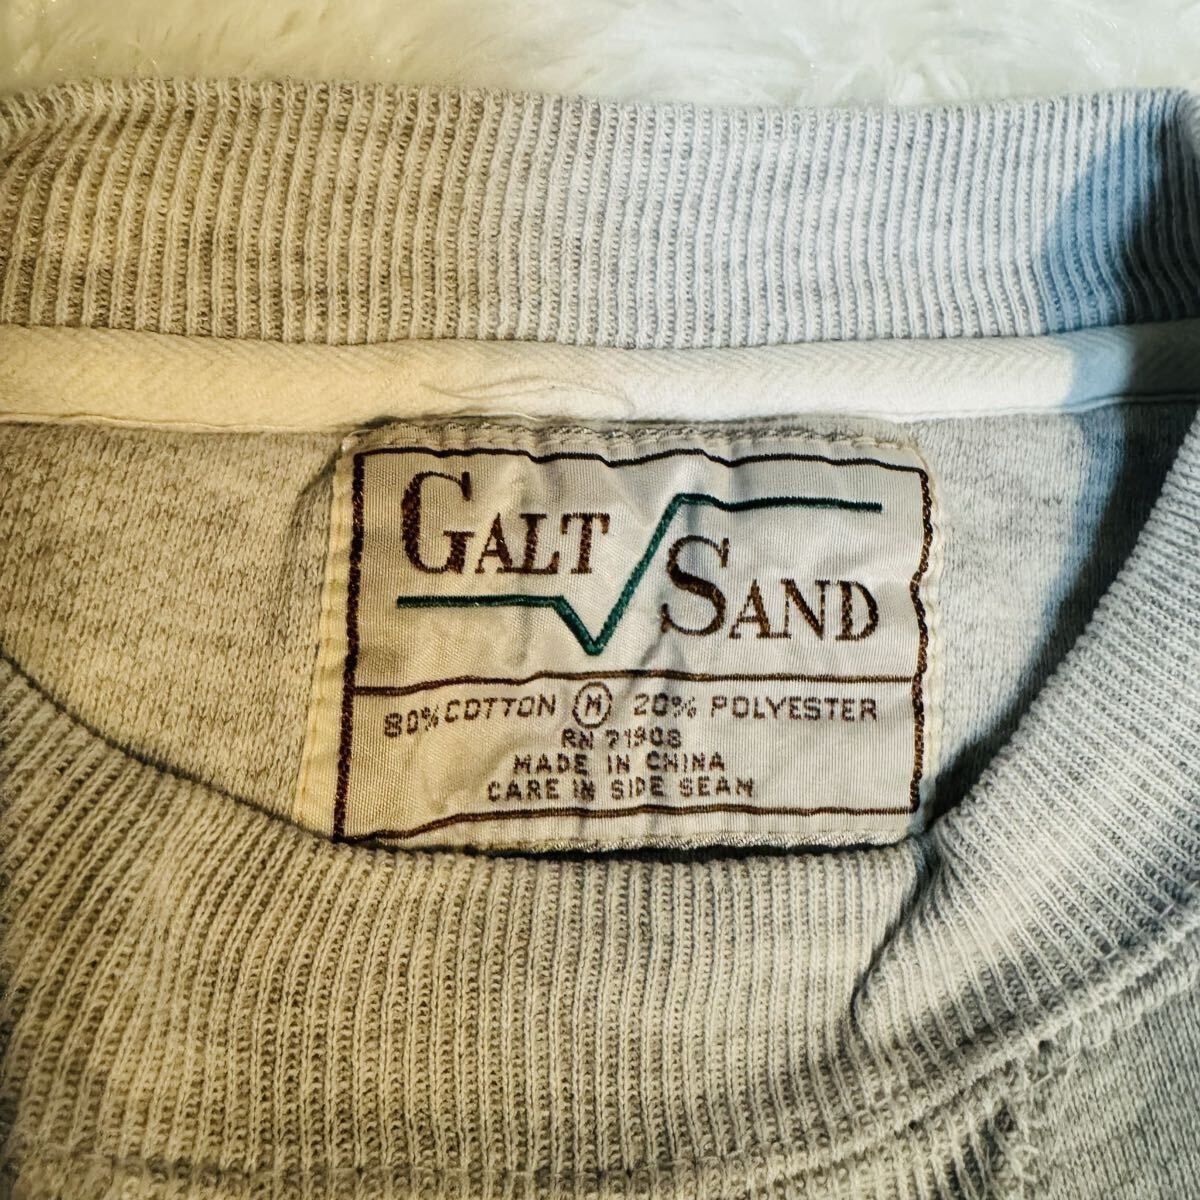 GALT
SAND
80% COTTON M 20% POLYESTER
RN 71908
MADE IN CHINA
CARE IN SIDE SEAM